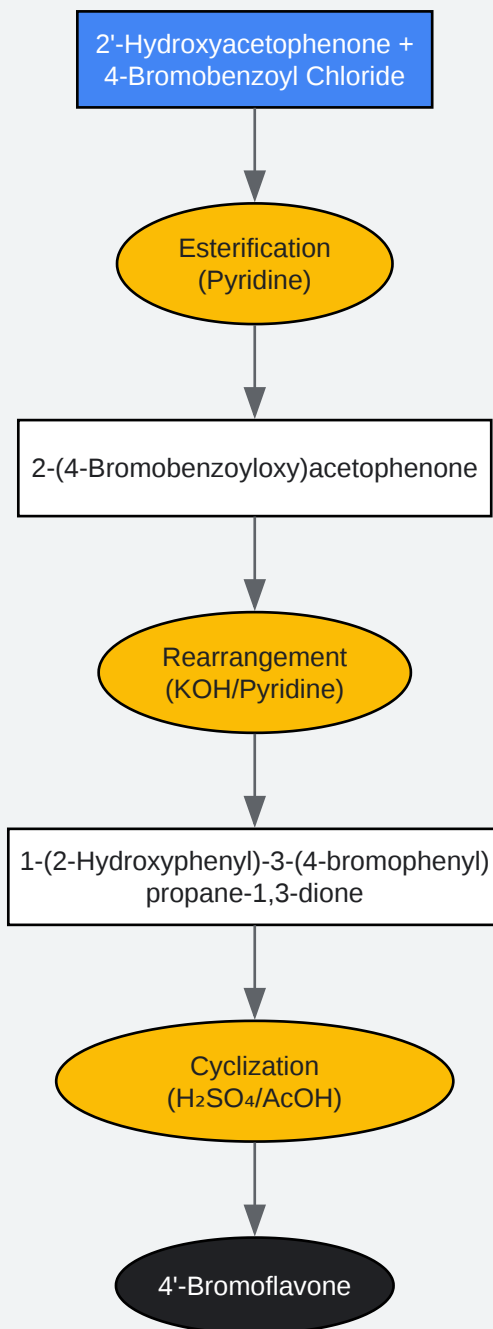 2'-Hydroxyacetophenone +
4-Bromobenzoyl Chloride
Esterification
(Pyridine)
2-(4-Bromobenzoyloxy)acetophenone
Rearrangement
(KOH/Pyridine)
1-(2-Hydroxyphenyl)-3-(4-bromophenyl)
propane-1,3-dione
Cyclization
(H₂SO₄/AcOH)
4'-Bromoflavone